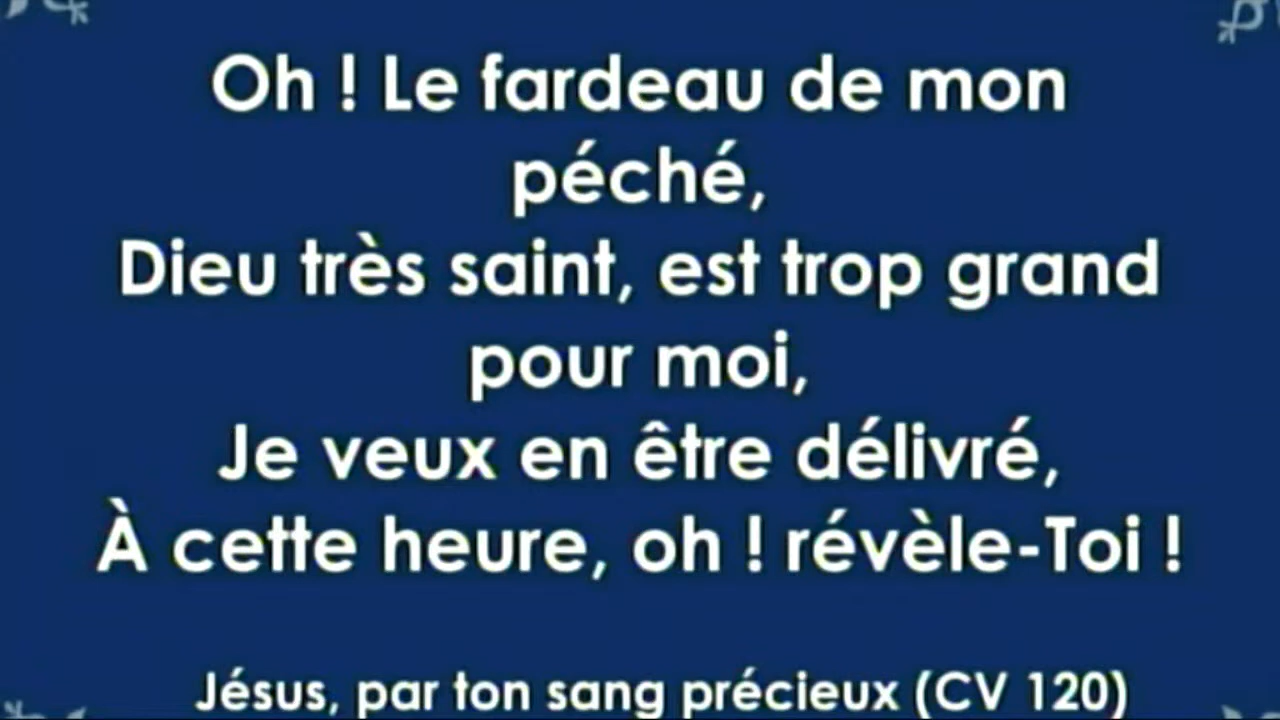 Oh ! Le fardeau de mon
péché,
Dieu très saint, est trop grand
pour moi,
Je veux en être délivré,
À cette heure, oh ! révèle-Toi !
Jésus, par ton sang précieux (CV 120)